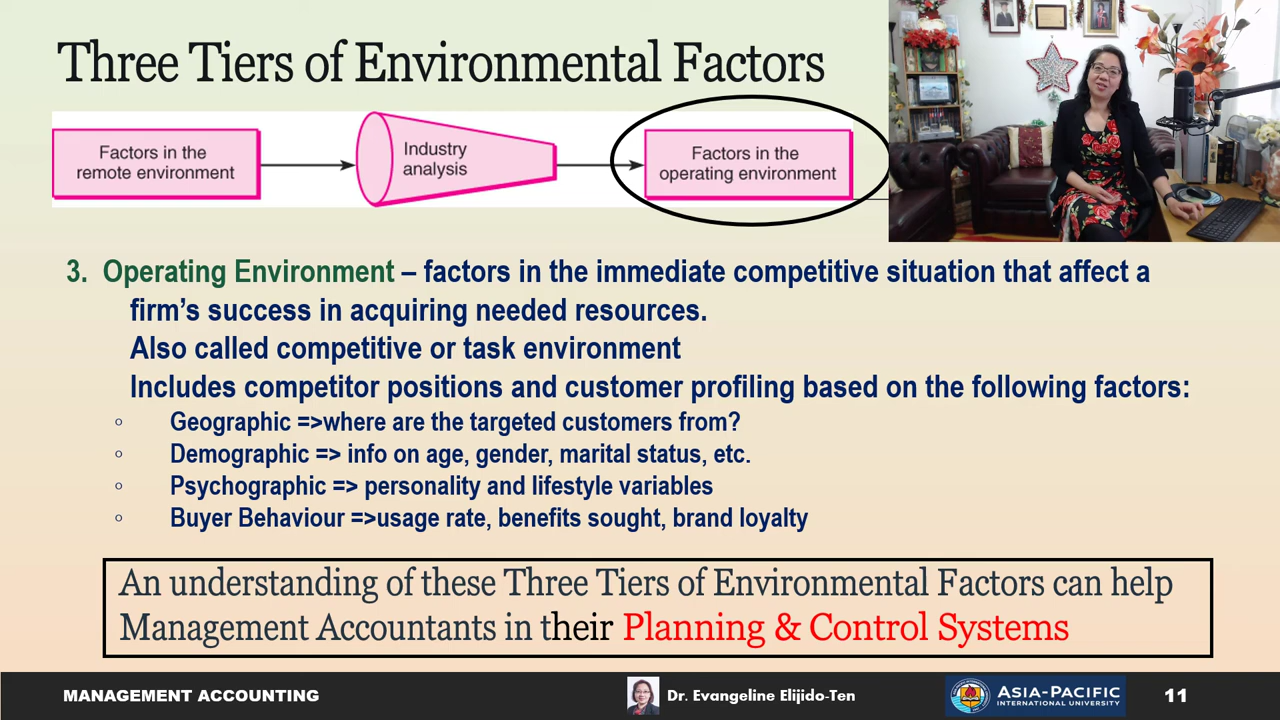 Three Tiers of Environmental Factors
Factors in the
remote environment
Industry
analysis
Factors in the
operating environment
3. Operating Environment – factors in the immediate competitive situation that affect a
firm's success in acquiring needed resources.
Also called competitive or task environment
Includes competitor positions and customer profiling based on the following factors:
◦ Geographic =>where are the targeted customers from?
◦ Demographic => info on age, gender, marital status, etc.
◦ Psychographic => personality and lifestyle variables
◦ Buyer Behaviour =>usage rate, benefits sought, brand loyalty
An understanding of these Three Tiers of Environmental Factors can help
Management Accountants in their Planning & Control Systems
MANAGEMENT ACCOUNTING
Dr. Evangeline Elijido-Ten
ASIA-PACIFIC
INTERNATIONAL UNIVERSITY
11